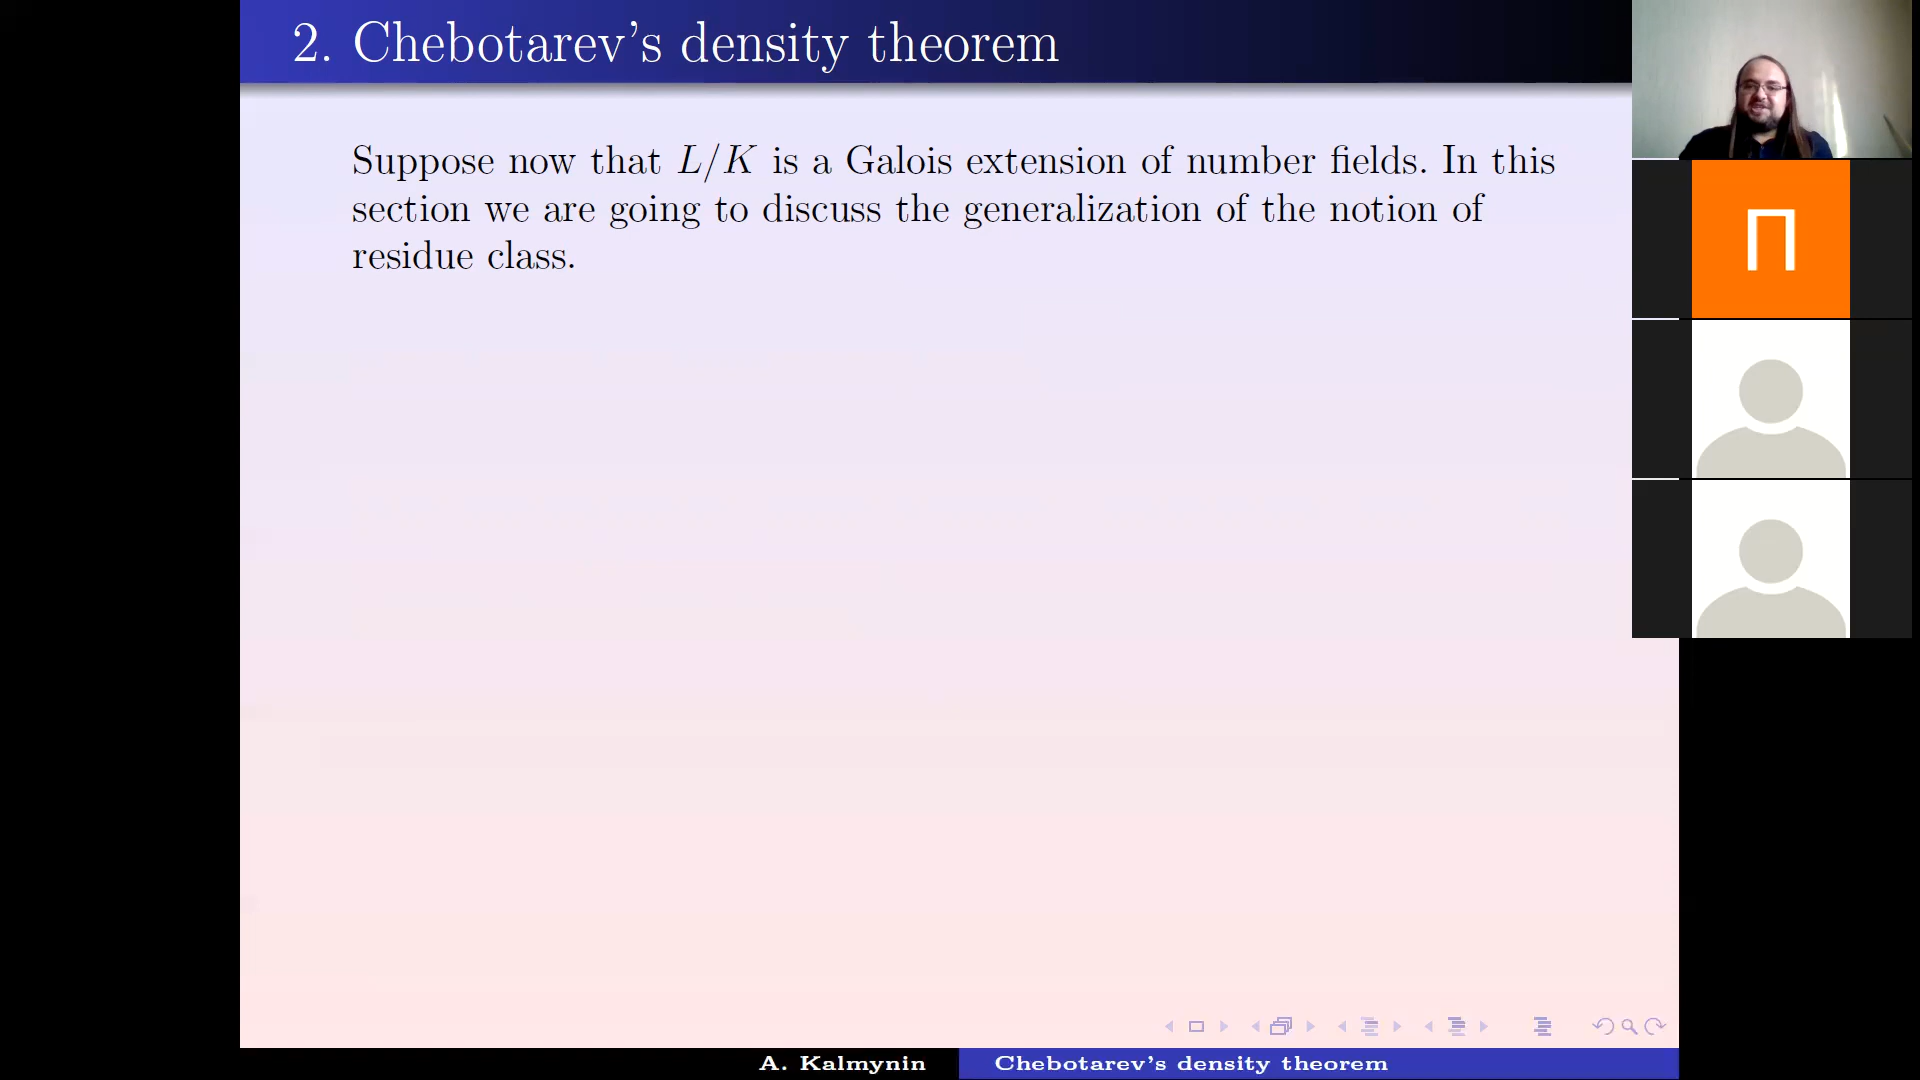 2. Chebotarev's density theorem
Suppose now that L/K is a Galois extension of number fields. In this
section we are going to discuss the generalization of the notion of
residue class.
П
A. Kalmynin
Chebotarev's density theorem